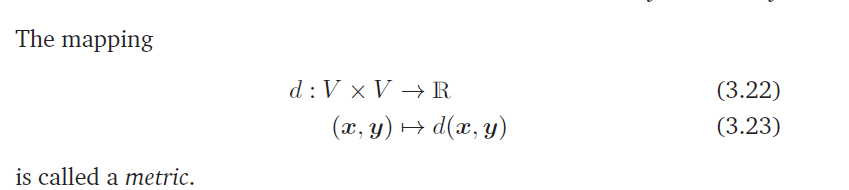 The mapping
d : V × V → ℝ (3.22)
(x, y) ↦ d(x, y) (3.23)
is called a metric.